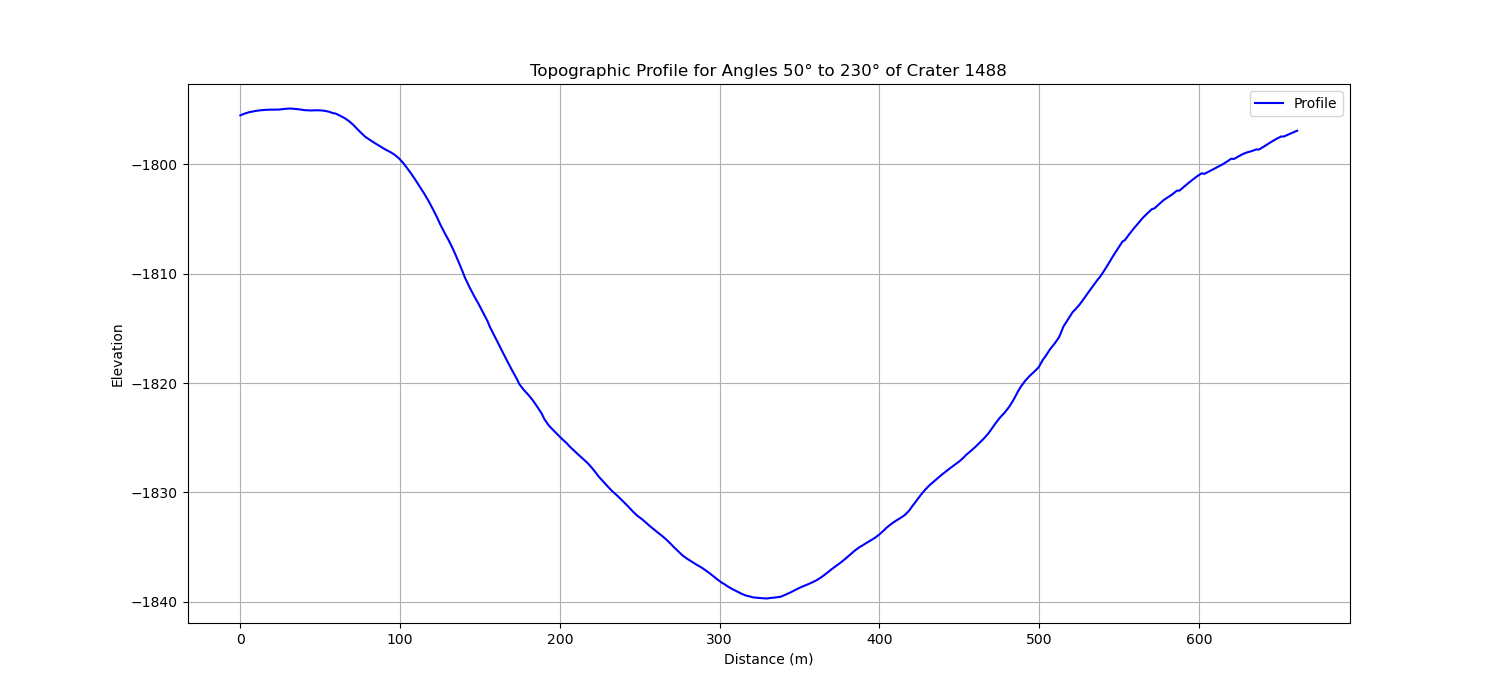 Topographic Profile for Angles 50° to 230° of Crater 1488
Profile
−1800
−1810
−1820
−1830
−1840
Elevation
0 100 200 300 400 500 600
Distance (m)